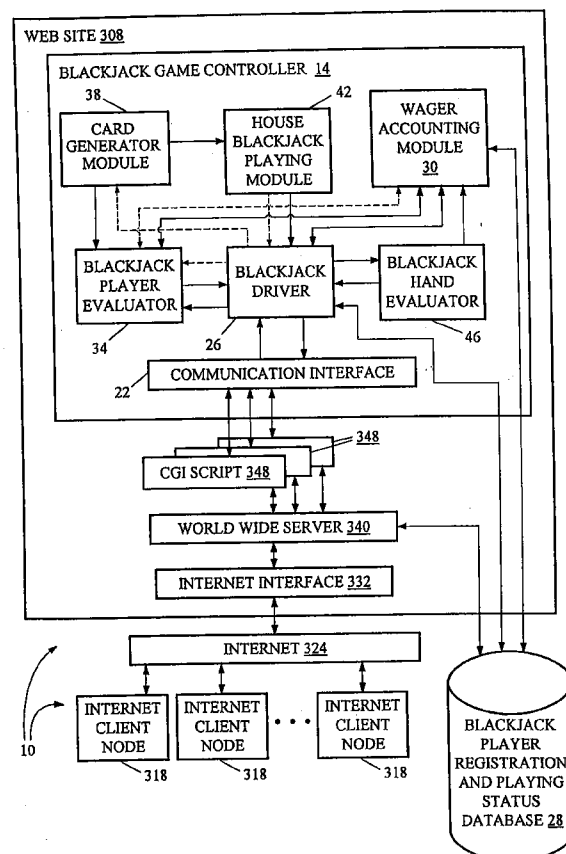 WEB SITE 308
BLACKJACK GAME CONTROLLER 14
38
CARD
GENERATOR
MODULE
42
HOUSE
BLACKJACK
PLAYING
MODULE
WAGER
ACCOUNTING
MODULE
30
BLACKJACK
PLAYER
EVALUATOR
34
BLACKJACK
DRIVER
26
BLACKJACK
HAND
EVALUATOR
46
22
COMMUNICATION INTERFACE
348
CGI SCRIPT 348
WORLD WIDE SERVER 340
INTERNET INTERFACE 332
INTERNET 324
10
INTERNET
CLIENT
NODE
318
INTERNET
CLIENT
NODE
318
INTERNET
CLIENT
NODE
318
BLACKJACK
PLAYER
REGISTRATION
AND PLAYING
STATUS
DATABASE 28